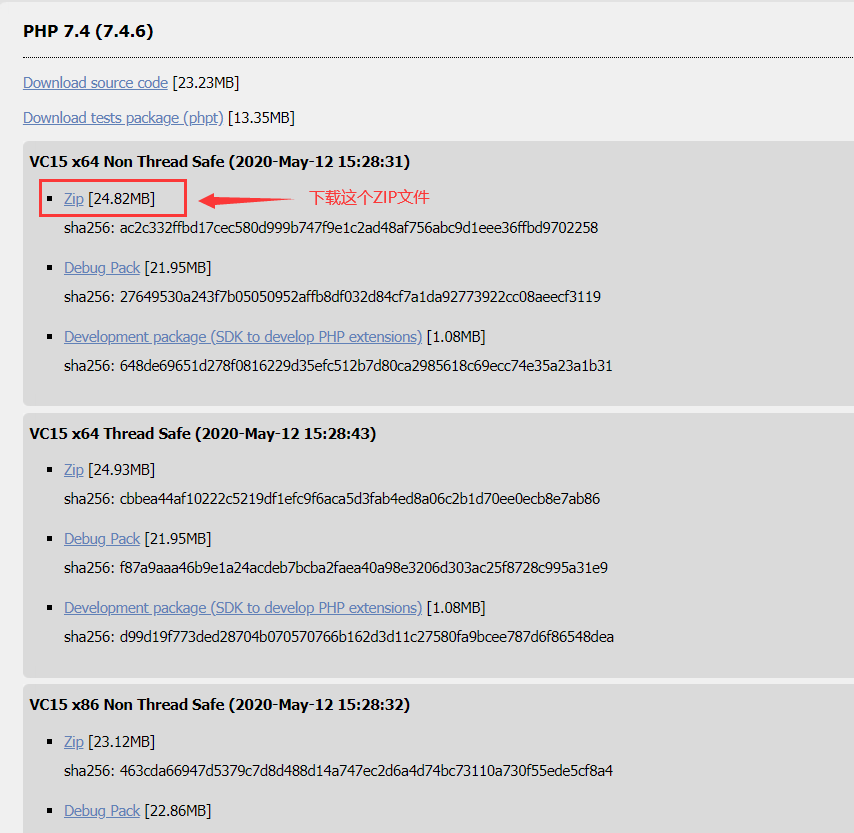 PHP 7.4 (7.4.6)
Download source code [23.23MB]
Download tests package (phpt) [13.35MB]
VC15 x64 Non Thread Safe (2020-May-12 15:28:31)
Zip [24.82MB] 下载这个ZIP文件
sha256: ac2c332ffbd17cec580d999b747f9e1c2ad48af756abc9d1eee36ffbd9702258
Debug Pack [21.95MB]
sha256: 27649530a243f7b05050952affb8df032d84cf7a1da92773922cc08aeecf3119
Development package (SDK to develop PHP extensions) [1.08MB]
sha256: 648de69651d278f0816229d35efc512b7d80ca2985618c69ecc74e35a23a1b31
VC15 x64 Thread Safe (2020-May-12 15:28:43)
Zip [24.93MB]
sha256: cbbea44af10222c5219df1efc9f6aca5d3fab4ed8a06c2b1d70ee0ecb8e7ab86
Debug Pack [21.95MB]
sha256: f87a9aaa46b9e1a24acdeb7bcba2faea40a98e3206d303ac25f8728c995a31e9
Development package (SDK to develop PHP extensions) [1.08MB]
sha256: d99d19f773ded28704b070570766b162d3d11c27580fa9bcee787d6f86548dea
VC15 x86 Non Thread Safe (2020-May-12 15:28:32)
Zip [23.12MB]
sha256: 463cda66947d5379c7d8d488d14a747ec2d6a4d74bc73110a730f55ede5cf8a4
Debug Pack [22.86MB]